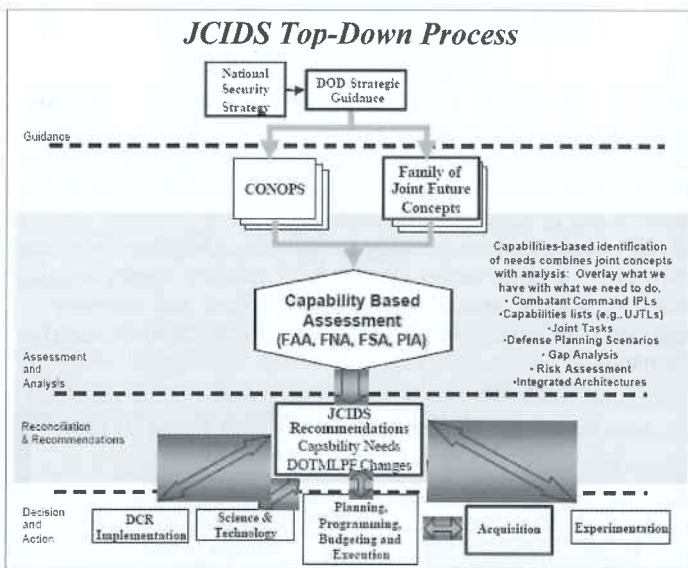 JCIDS Top-Down Process
National
Security
Strategy
DOD Strategic
Guidance
Guidance
CONOPS
Family of
Joint Future
Concepts
Capabilities-based identification
of needs combines joint concepts
with analysis: Overlay what we
have with what we need to do.
• Combatant Command IPLs
•Capabilities lists (e.g., UJTLs)
•Joint Tasks
•Defense Planning Scenarios
• Gap Analysis
• Risk Assessment
•Integrated Architectures
Capability Based
Assessment
(FAA, FNA, FSA, PIA)
Assessment
and
Analysis
JCIDS
Recommendations
Capability Needs
DOTMLPF Changes
Reconciliation
& Recommendations
Decision
and
Action
DCR
Implementation
Science &
Technology
Planning,
Programming,
Budgeting and
Execution
Acquisition
Experimentation